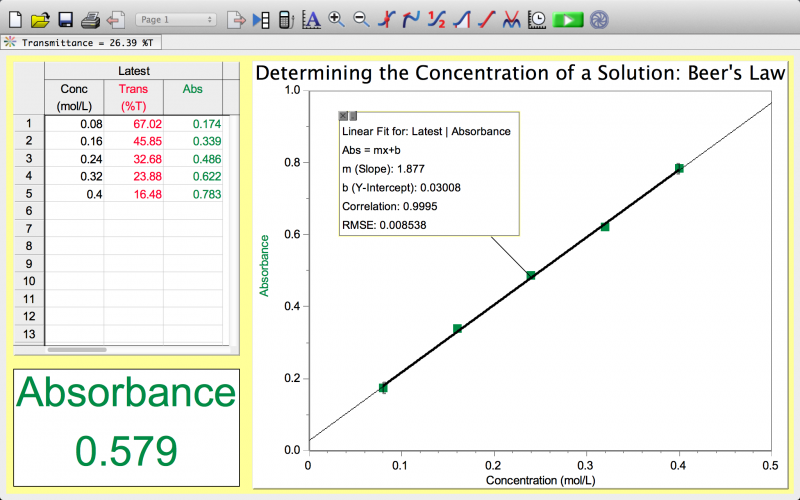 Page 1
Transmittance = 26.39 %T
Latest
Conc Trans Abs
(mol/L) (%T)
1 0.08 67.02 0.174
2 0.16 45.85 0.339
3 0.24 32.68 0.486
4 0.32 23.88 0.622
5 0.4 16.48 0.783
6
7
8
9
10
11
12
13
Absorbance
0.579
Determining the Concentration of a Solution: Beer's Law
Linear Fit for: Latest | Absorbance
Abs = mx+b
m (Slope): 1.877
b (Y-Intercept): 0.03008
Correlation: 0.9995
RMSE: 0.008538
Absorbance
1.0
0.8
0.6
0.4
0.2
0.0
0 0.1 0.2 0.3 0.4 0.5
Concentration (mol/L)